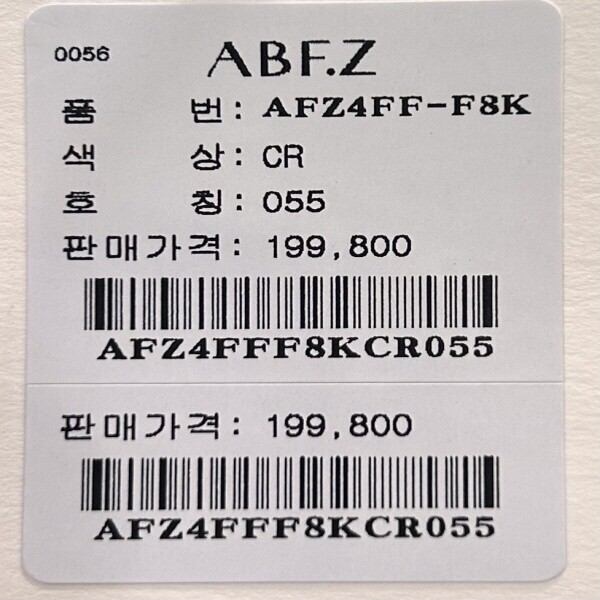 0056
ABF.Z
품 번: AFZ4FF-F8K
색 상: CR
호 칭: 055
판매가격: 199,800
AFZ4FFF8KCR055
판매가격: 199,800
AFZ4FFF8KCR055